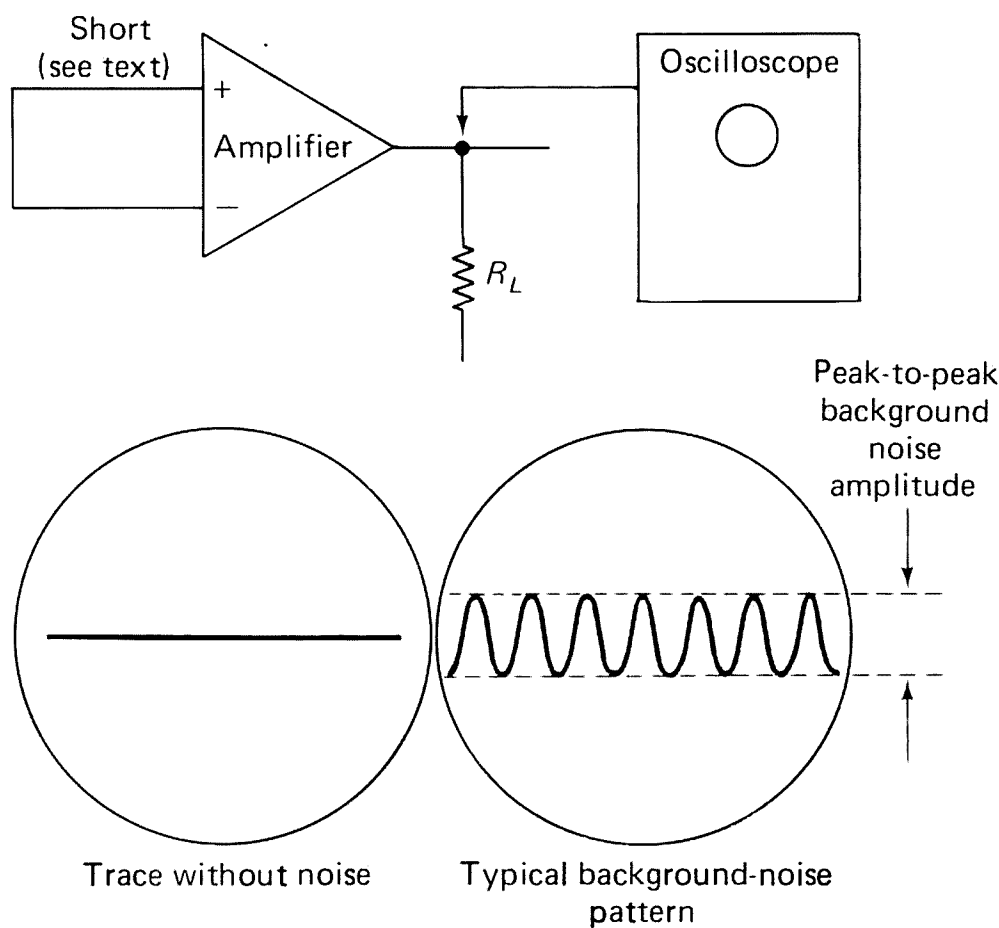 Short
(see text)
Oscilloscope
+
Amplifier
−
R_L
Peak-to-peak
background
noise
amplitude
Trace without noise
Typical background-noise
pattern